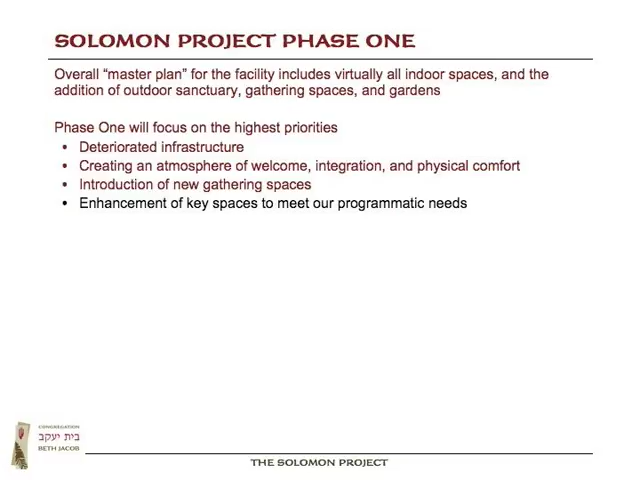 SOLOMON PROJECT PHASE ONE
Overall “master plan” for the facility includes virtually all indoor spaces, and the
addition of outdoor sanctuary, gathering spaces, and gardens
Phase One will focus on the highest priorities
• Deteriorated infrastructure
• Creating an atmosphere of welcome, integration, and physical comfort
• Introduction of new gathering spaces
• Enhancement of key spaces to meet our programmatic needs
CONGREGATION
בית יעקב
BETH JACOB
THE SOLOMON PROJECT